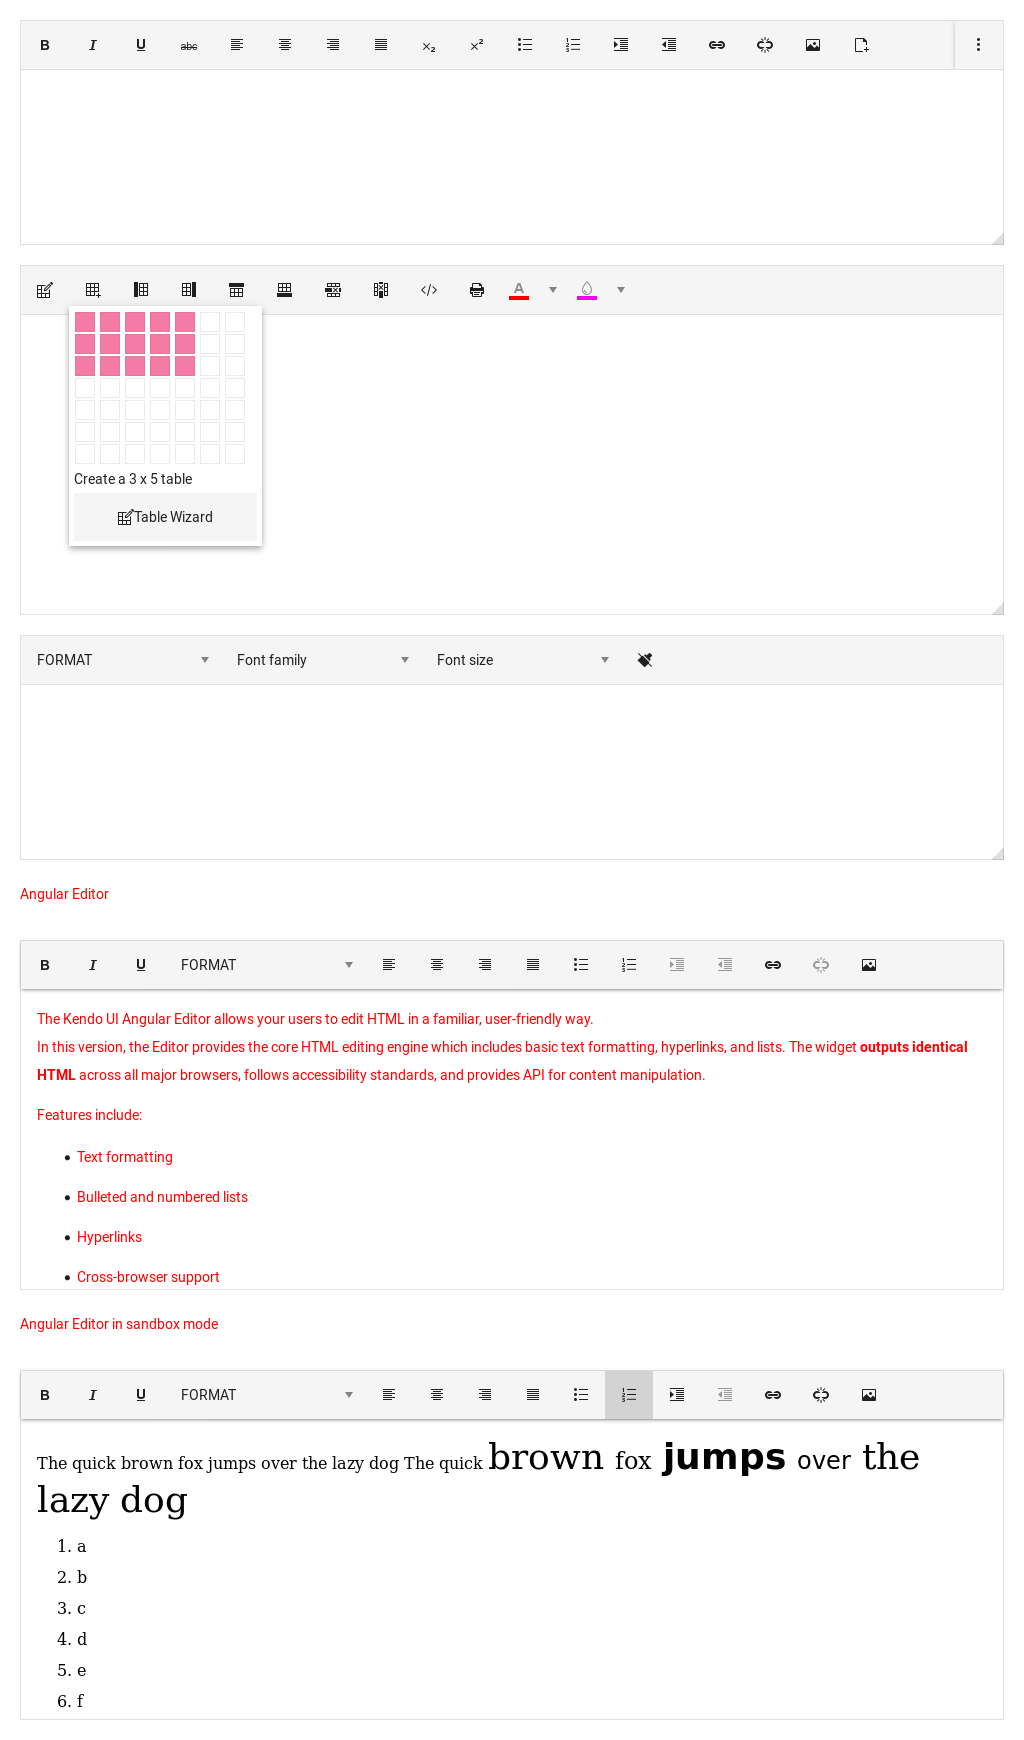 B I U abc x₂ x²
Create a 3 x 5 table
Table Wizard
A
FORMAT Font family Font size
Angular Editor
B I U FORMAT
The Kendo UI Angular Editor allows your users to edit HTML in a familiar, user-friendly way.
In this version, the Editor provides the core HTML editing engine which includes basic text formatting, hyperlinks, and lists. The widget outputs identical
HTML across all major browsers, follows accessibility standards, and provides API for content manipulation.
Features include:
• Text formatting
• Bulleted and numbered lists
• Hyperlinks
• Cross-browser support
Angular Editor in sandbox mode
B I U FORMAT
The quick brown fox jumps over the lazy dog The quick brown fox jumps over the
lazy dog
1. a
2. b
3. c
4. d
5. e
6. f